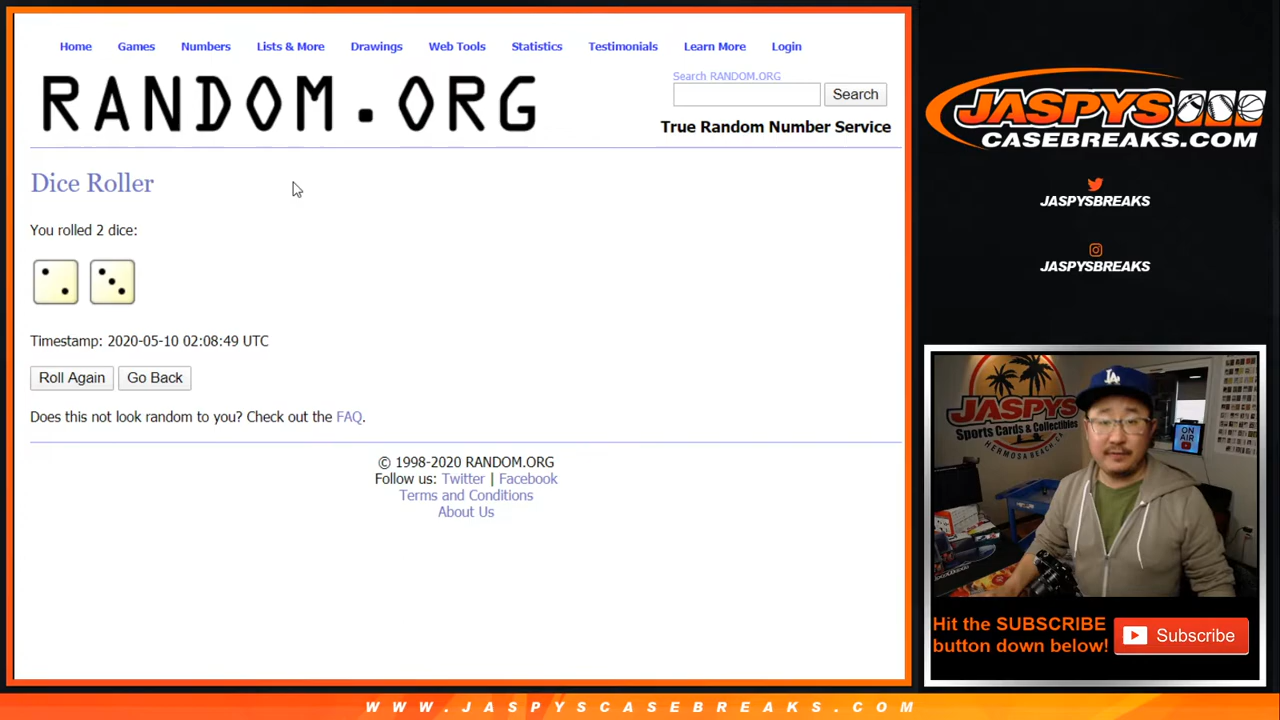 Home Games Numbers Lists & More Drawings Web Tools Statistics Testimonials Learn More Login
RANDOM.ORG
Search RANDOM.ORG
Search
True Random Number Service
Dice Roller
You rolled 2 dice:
Timestamp: 2020-05-10 02:08:49 UTC
Roll Again Go Back
Does this not look random to you? Check out the FAQ.
© 1998-2020 RANDOM.ORG
Follow us: Twitter | Facebook
Terms and Conditions
About Us
JASPYS
CASEBREAKS.COM
JASPYSBREAKS
JASPYSBREAKS
JASPYS
Sports Cards & Collectibles
HERMOSA BEACH, CA
LA
ON
AIR
Hit the SUBSCRIBE
button down below!
Subscribe
WWW.JASPYSCASEBREAKS.COM